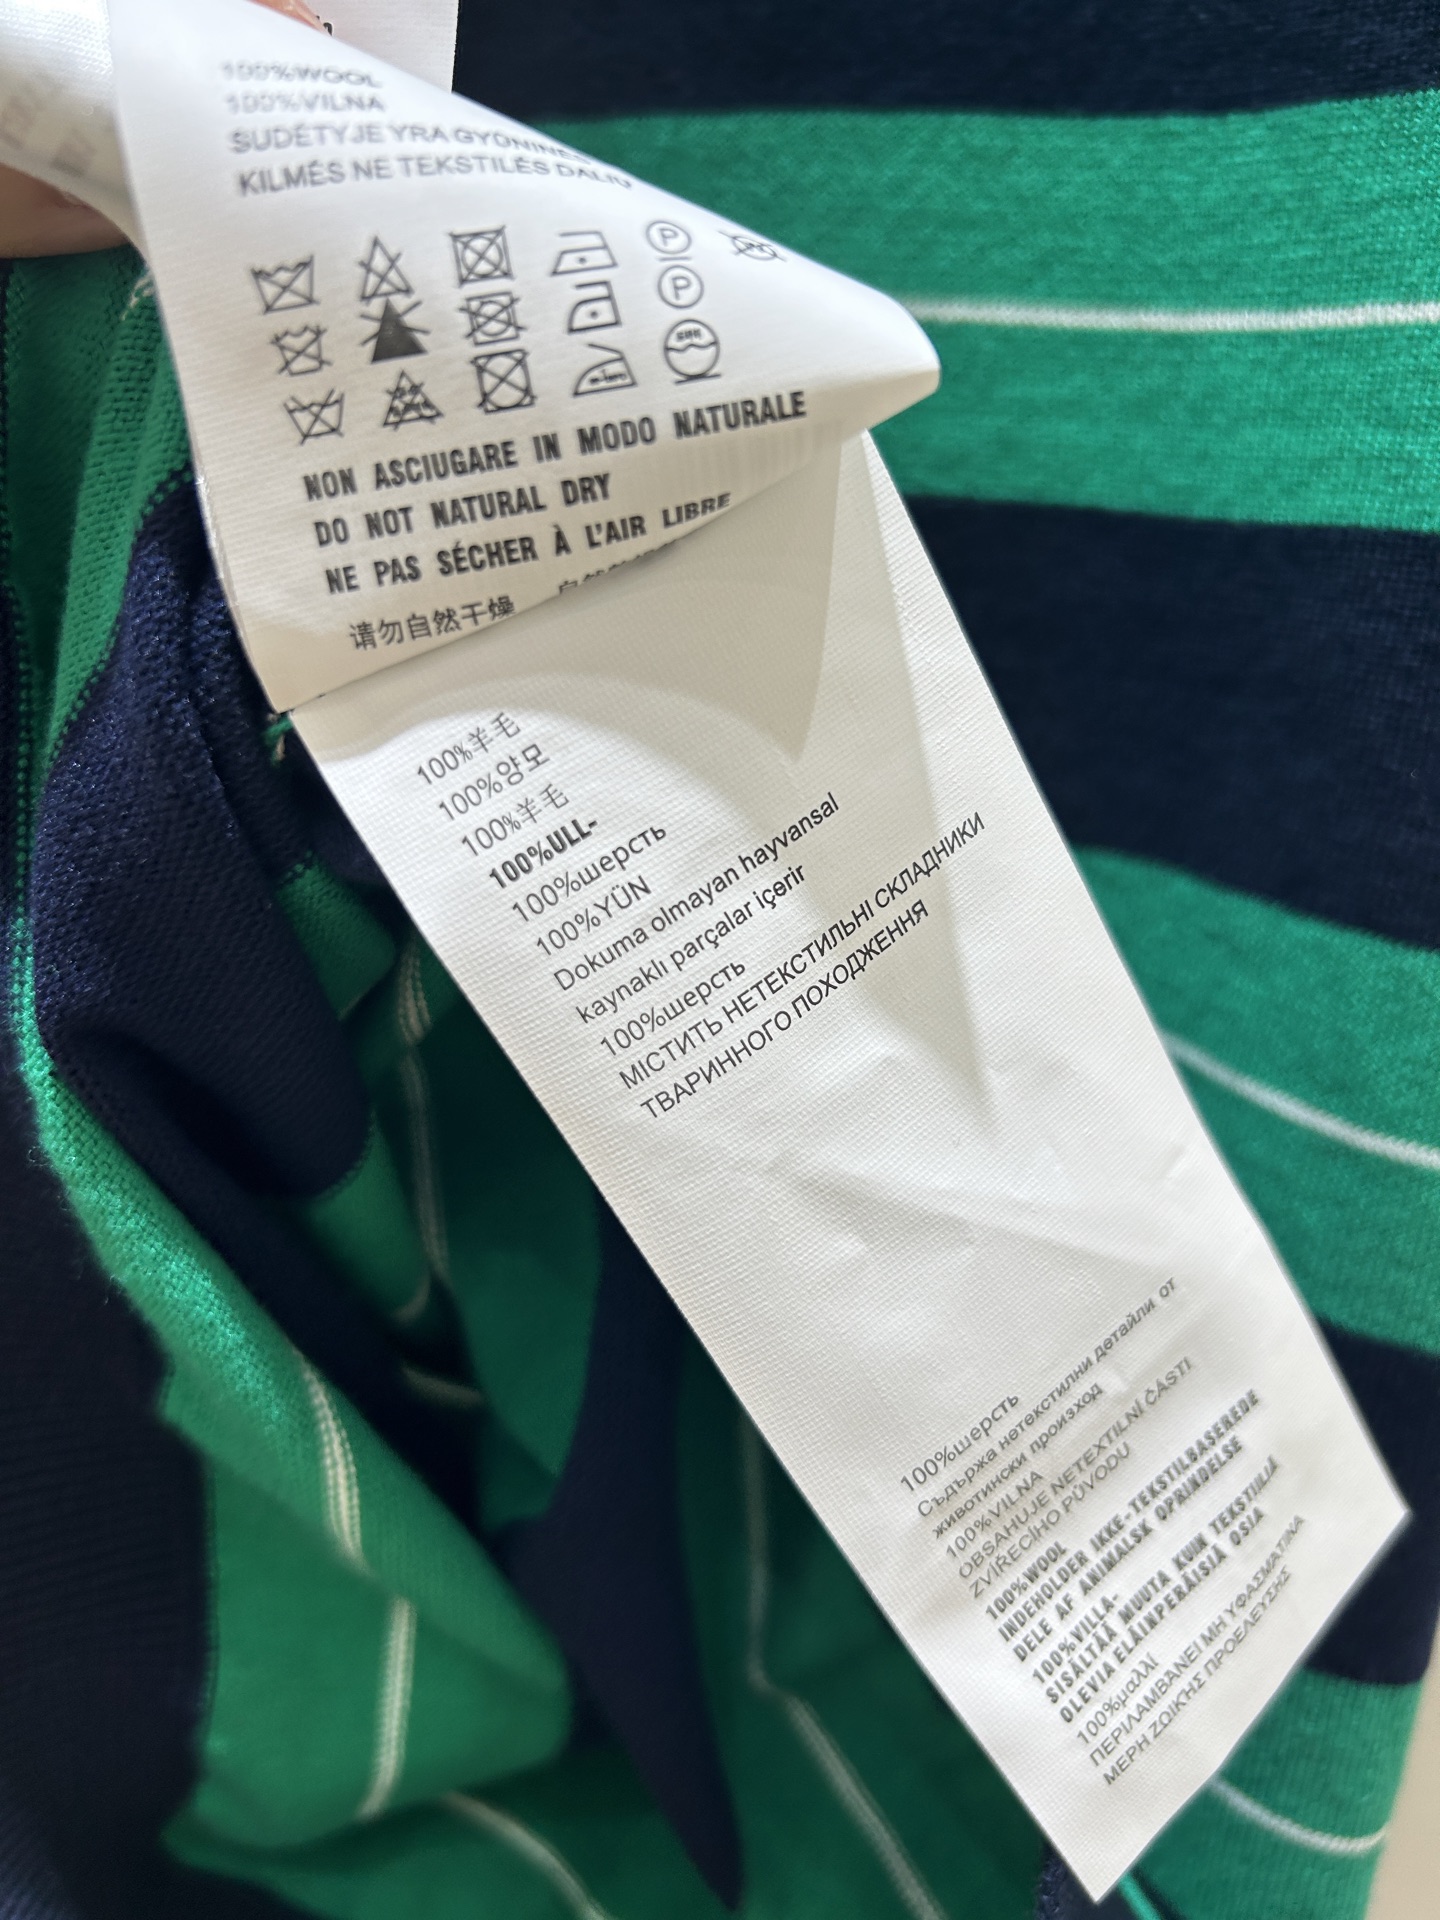 100%WOOL
100%VILNA
SUDĖTYJE YRA GYŪNINĖS
KILMĖS NE TEKSTILĖS DALIŲ
P
P
NON ASCIUGARE IN MODO NATURALE
DO NOT NATURAL DRY
NE PAS SÉCHER À L'AIR LIBRE
请勿自然干燥
100%羊毛
100%양모
100%羊毛
100%ULL-
100%шерсть
100%YÜN
Dokuma olmayan hayvansal
kaynaklı parçalar içerir
100%шерсть
МІСТИТЬ НЕТЕКСТИЛЬНІ СКЛАДНИКИ
ТВАРИННОГО ПОХОДЖЕННЯ
100%шерсть
Съдържа нетекстилни детайли от
животински произход
100%VLNA
OBSAHUJE NETEXTILNÍ ČÁSTI
ZVÍŘECÍHO PŮVODU
100%WOOL
INDEHOLDER IKKE-TEKSTILBASEREDE
DELE AF ANIMALSK OPRINDELSE
100%VILLA-
SISÄLTÄÄ MUUTA KUIN TEKSTIILIÄ
OLEVIA ELÄINPERÄISIÄ OSIA
100%μαλλί
ΠΕΡΙΛΑΜΒΑΝΕΙ ΜΗ ΥΦΑΣΜΑΤΙΝΑ
ΜΕΡΗ ΖΩΙΚΗΣ ΠΡΟΕΛΕΥΣΗΣ